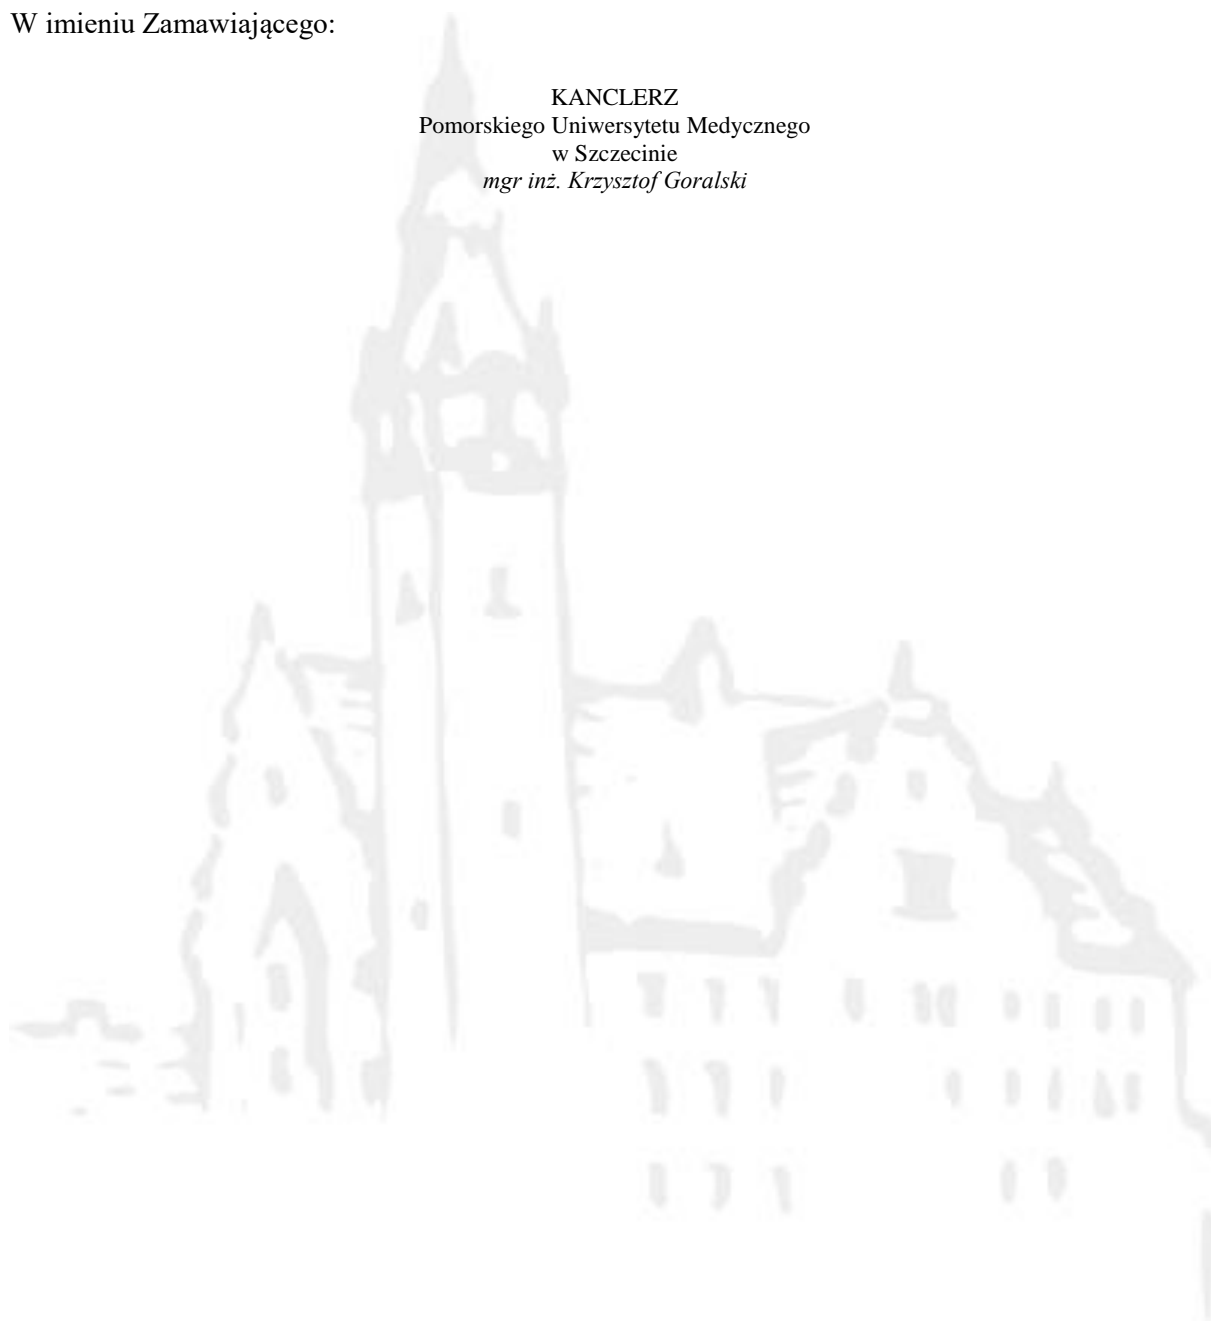 W imieniu Zamawiającego:
KANCLERZ
Pomorskiego Uniwersytetu Medycznego
w Szczecinie
mgr inż. Krzysztof Goralski